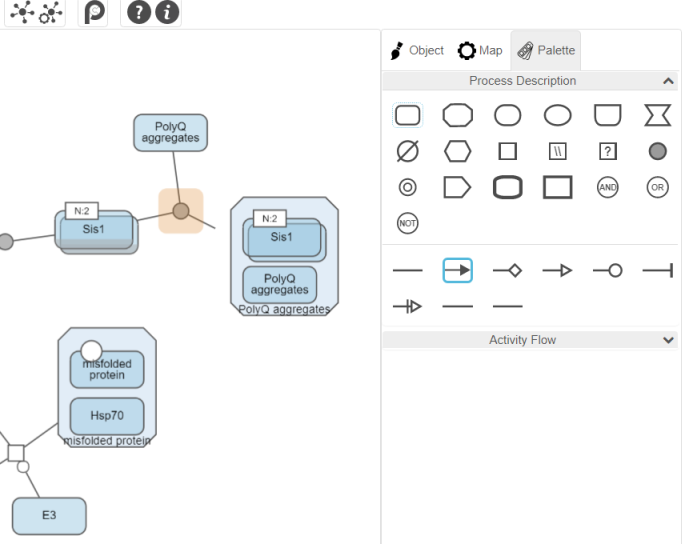 Object
Map
Palette
Process Description
PolyQ
aggregates
N:2
Sis1
N:2
Sis1
PolyQ
aggregates
PolyQ aggregates
misfolded
protein
Hsp70
misfolded protein
E3
\\
?
AND
OR
NOT
Activity Flow